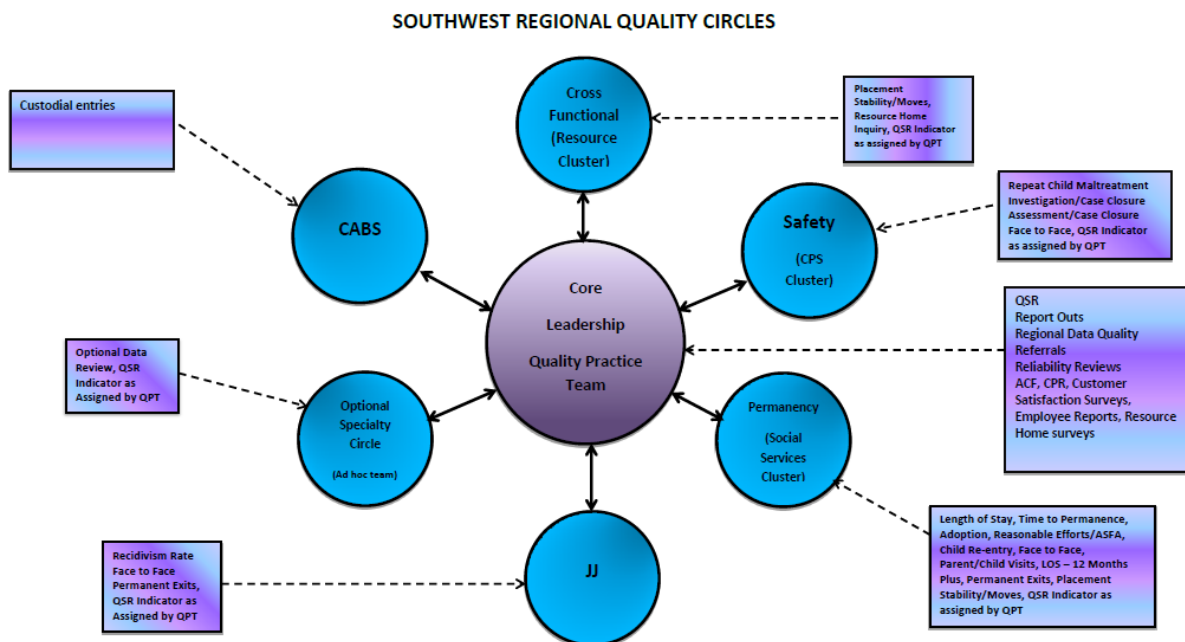 SOUTHWEST REGIONAL QUALITY CIRCLES
Custodial entries
Cross
Functional
(Resource
Cluster)
Placement
Stability/Moves,
Resource Home
Inquiry, QSR Indicator
as assigned by QPT
CABS
Safety
(CPS
Cluster)
Repeat Child Maltreatment
Investigation/Case Closure
Assessment/Case Closure
Face to Face, QSR Indicator
as assigned by QPT
Core
Leadership
Quality Practice
Team
QSR
Report Outs
Regional Data Quality
Referrals
Reliability Reviews
ACF, CPR, Customer
Satisfaction Surveys,
Employee Reports, Resource
Home surveys
Optional Data
Review, QSR
Indicator as
Assigned by QPT
Optional
Specialty
Circle
(Ad hoc team)
Permanency
(Social
Services
Cluster)
Recidivism Rate
Face to Face
Permanent Exits,
QSR Indicator as
Assigned by QPT
JJ
Length of Stay, Time to Permanence,
Adoption, Reasonable Efforts/ASFA,
Child Re-entry, Face to Face,
Parent/Child Visits, LOS – 12 Months
Plus, Permanent Exits, Placement
Stability/Moves, QSR Indicator as
assigned by QPT